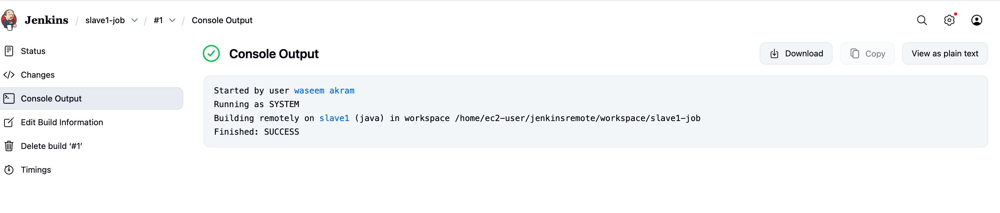 Jenkins / slave1-job / #1 / Console Output
Status
Changes
Console Output
Edit Build Information
Delete build ‘#1’
Timings
Console Output
Download
Copy
View as plain text
Started by user waseem akram
Running as SYSTEM
Building remotely on slave1 (java) in workspace /home/ec2-user/jenkinsremote/workspace/slave1-job
Finished: SUCCESS